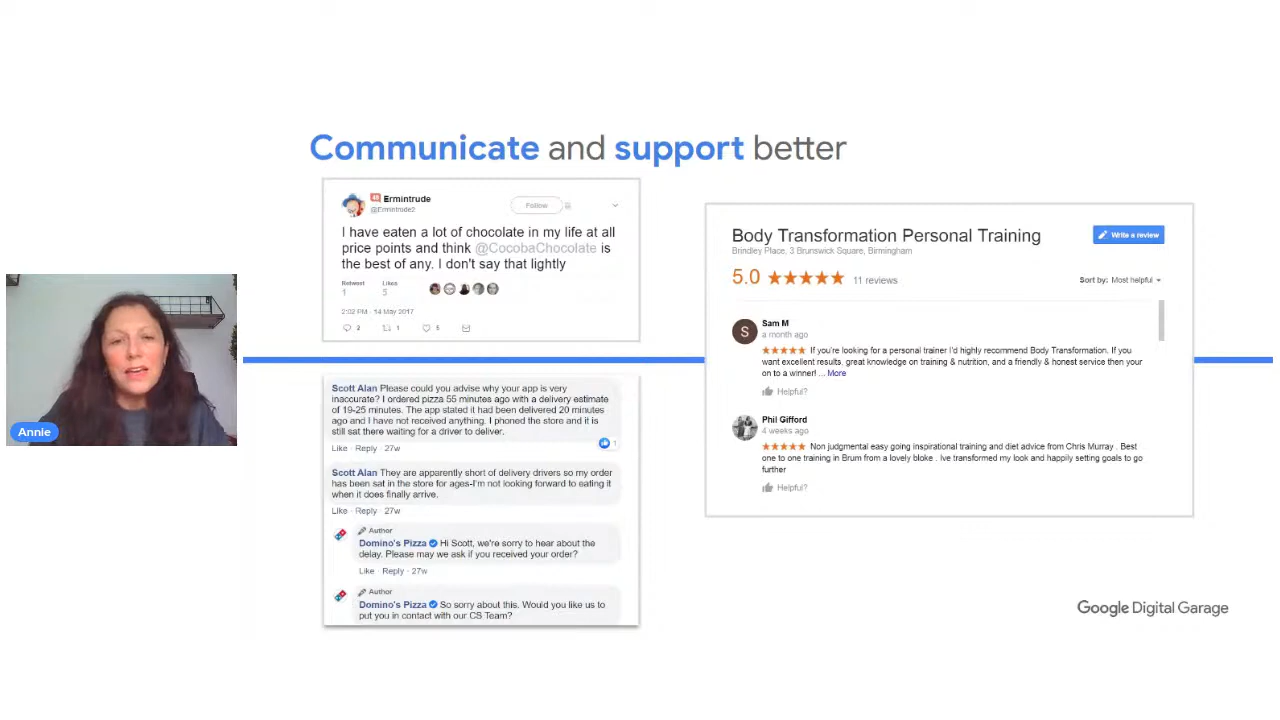 Communicate and support better
48 Ermintrude
@Ermintrude2
Follow
I have eaten a lot of chocolate in my life at all
price points and think @CocobaChocolate is
the best of any. I don't say that lightly
Retweet Likes
1 5
2:02 PM - 14 May 2017
2 1 5
Annie
Scott Alan Please could you advise why your app is very
inaccurate? I ordered pizza 55 minutes ago with a delivery estimate
of 19-25 minutes. The app stated it had been delivered 20 minutes
ago and I have not received anything. I phoned the store and it is
still sat there waiting for a driver to deliver.
1
Like · Reply · 27w
Scott Alan They are apparently short of delivery drivers so my order
has been sat in the store for ages-I'm not looking forward to eating it
when it does finally arrive.
Like · Reply · 27w
Author
Domino's Pizza Hi Scott, we're sorry to hear about the
delay. Please may we ask if you received your order?
Like · Reply · 27w
Author
Domino's Pizza So sorry about this. Would you like us to
put you in contact with our CS Team?
Body Transformation Personal Training
Write a review
Brindley Place, 3 Brunswick Square, Birmingham
5.0 11 reviews
Sort by: Most helpful
S
Sam M
a month ago
If you're looking for a personal trainer I'd highly recommend Body Transformation. If you
want excellent results, great knowledge on training & nutrition, and a friendly & honest service then your
on to a winner! ... More
Helpful?
Phil Gifford
4 weeks ago
Non judgmental easy going inspirational training and diet advice from Chris Murray . Best
one to one training in Brum from a lovely bloke . Ive transformed my look and happily setting goals to go
further
Helpful?
Google Digital Garage